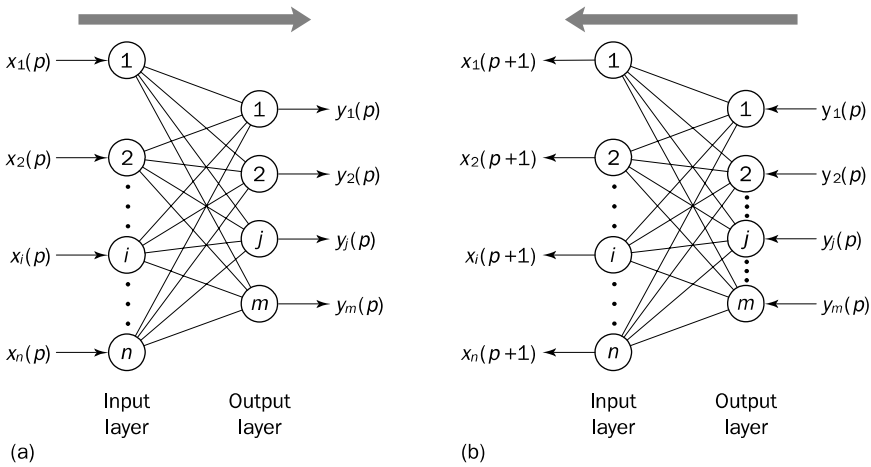 x1(p)
1
1
y1(p)
x2(p)
2
2
y2(p)
xi(p)
i
j
yj(p)
m
ym(p)
xn(p)
n
Input layer
Output layer
(a)
x1(p+1)
1
1
y1(p)
x2(p+1)
2
2
y2(p)
xi(p+1)
i
j
yj(p)
m
ym(p)
xn(p+1)
n
Input layer
Output layer
(b)